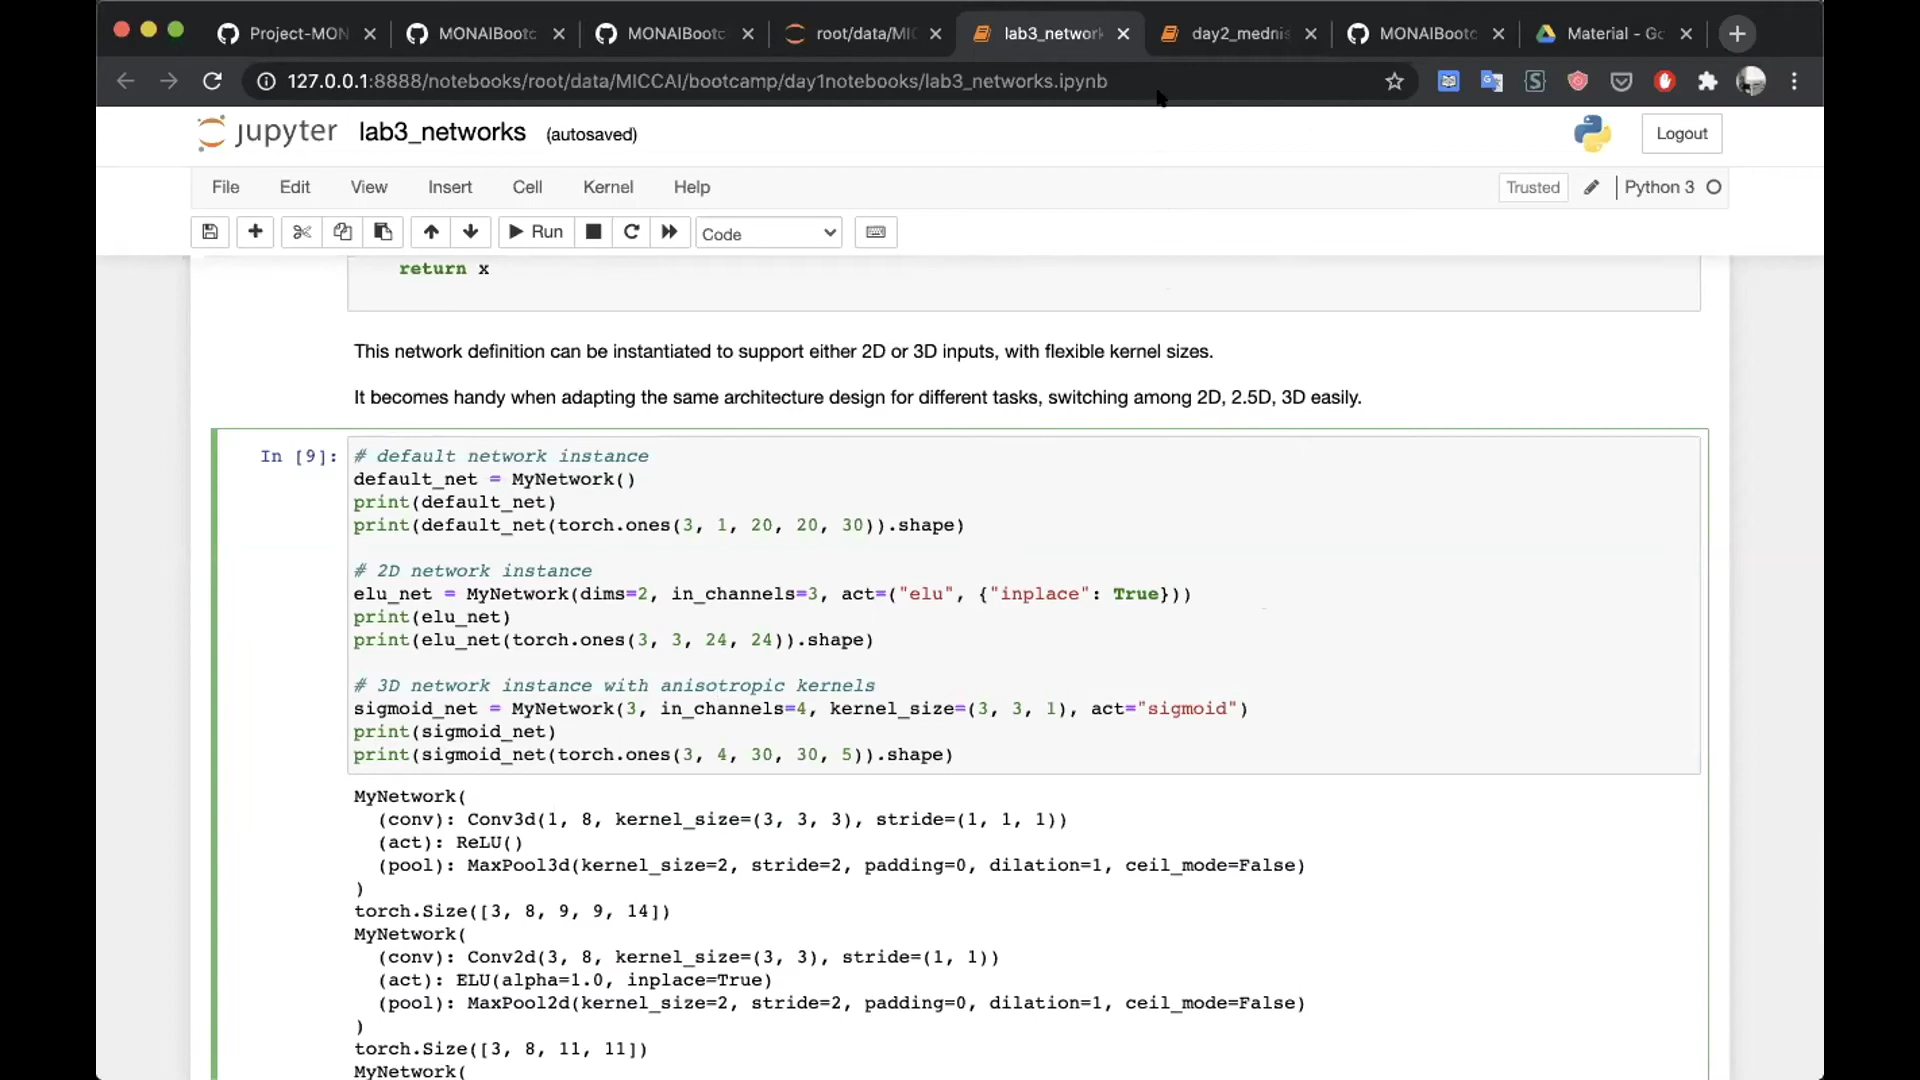 Project-MON
MONAIBootc
MONAIBootc
root/data/MIC
lab3_network
day2_mednis
MONAIBootc
Material - Go
127.0.0.1:8888/notebooks/root/data/MICCAI/bootcamp/day1notebooks/lab3_networks.ipynb
jupyter lab3_networks (autosaved)
Logout
File Edit View Insert Cell Kernel Help
Trusted
Python 3
Run
Code
return x
This network definition can be instantiated to support either 2D or 3D inputs, with flexible kernel sizes.
It becomes handy when adapting the same architecture design for different tasks, switching among 2D, 2.5D, 3D easily.
In [9]: # default network instance
default_net = MyNetwork()
print(default_net)
print(default_net(torch.ones(3, 1, 20, 20, 30)).shape)
# 2D network instance
elu_net = MyNetwork(dims=2, in_channels=3, act=("elu", {"inplace": True}))
print(elu_net)
print(elu_net(torch.ones(3, 3, 24, 24)).shape)
# 3D network instance with anisotropic kernels
sigmoid_net = MyNetwork(3, in_channels=4, kernel_size=(3, 3, 1), act="sigmoid")
print(sigmoid_net)
print(sigmoid_net(torch.ones(3, 4, 30, 30, 5)).shape)
MyNetwork(
(conv): Conv3d(1, 8, kernel_size=(3, 3, 3), stride=(1, 1, 1))
(act): ReLU()
(pool): MaxPool3d(kernel_size=2, stride=2, padding=0, dilation=1, ceil_mode=False)
)
torch.Size([3, 8, 9, 9, 14])
MyNetwork(
(conv): Conv2d(3, 8, kernel_size=(3, 3), stride=(1, 1))
(act): ELU(alpha=1.0, inplace=True)
(pool): MaxPool2d(kernel_size=2, stride=2, padding=0, dilation=1, ceil_mode=False)
)
torch.Size([3, 8, 11, 11])
MyNetwork(